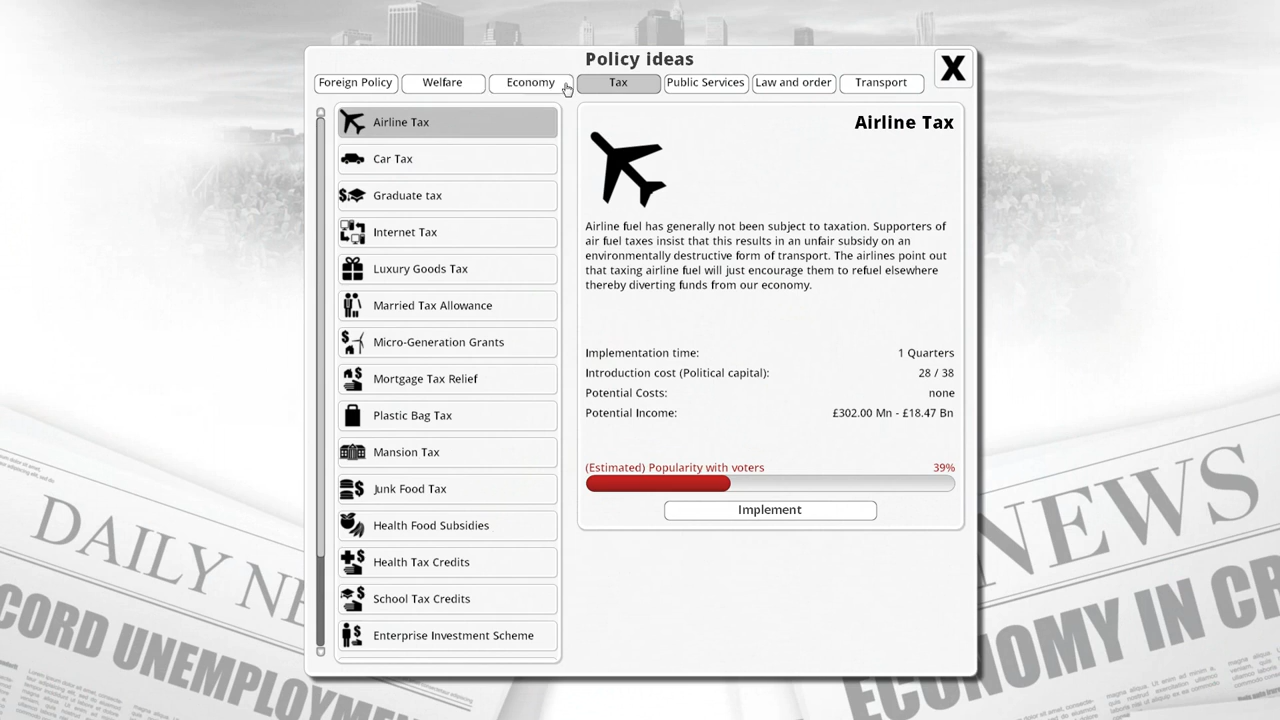 Policy ideas
X
Foreign Policy
Welfare
Economy
Tax
Public Services
Law and order
Transport
Airline Tax
Car Tax
Graduate tax
Internet Tax
Luxury Goods Tax
Married Tax Allowance
Micro-Generation Grants
Mortgage Tax Relief
Plastic Bag Tax
Mansion Tax
Junk Food Tax
Health Food Subsidies
Health Tax Credits
School Tax Credits
Enterprise Investment Scheme
Airline Tax
Airline fuel has generally not been subject to taxation. Supporters of
air fuel taxes insist that this results in an unfair subsidy on an
environmentally destructive form of transport. The airlines point out
that taxing airline fuel will just encourage them to refuel elsewhere
thereby diverting funds from our economy.
Implementation time: 1 Quarters
Introduction cost (Political capital): 28 / 38
Potential Costs: none
Potential Income: £302.00 Mn - £18.47 Bn
(Estimated) Popularity with voters 39%
Implement
DAILY NE
CORD UNEMPLOYM
NEWS
ECONOMY IN CR